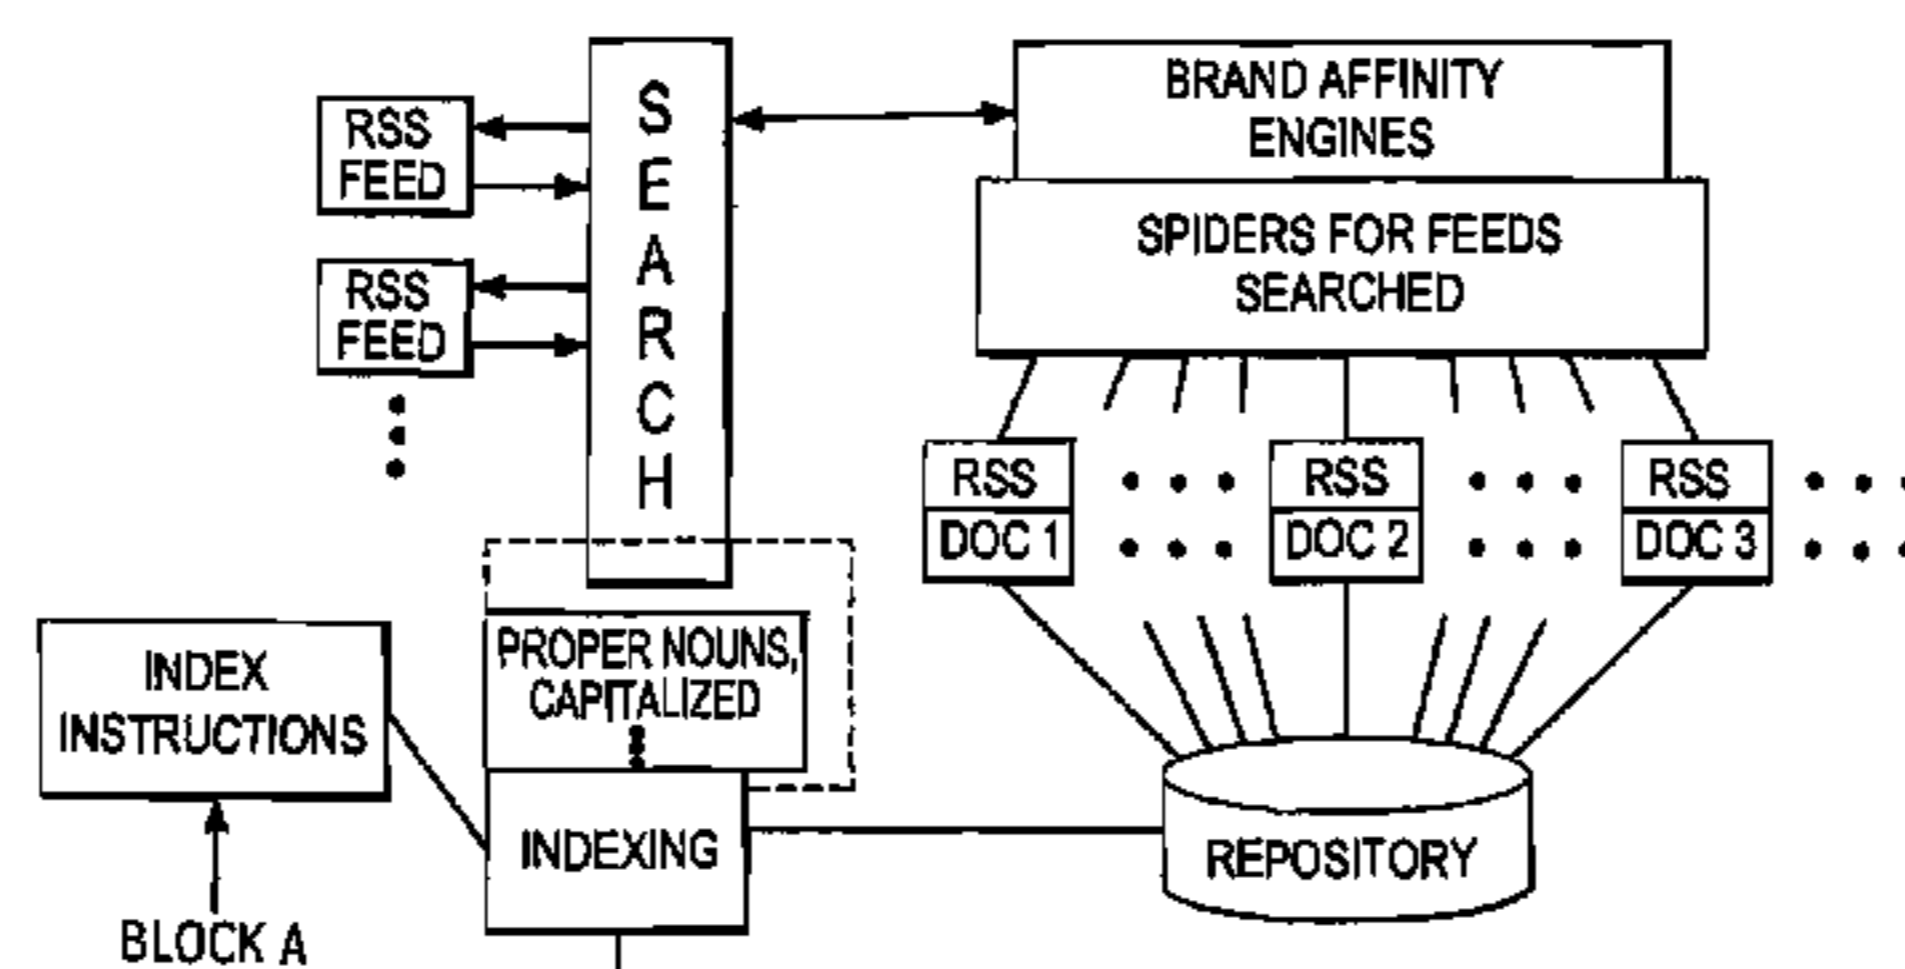 RSS
FEED
RSS
FEED
S
E
A
R
C
H
BRAND AFFINITY
ENGINES
SPIDERS FOR FEEDS
SEARCHED
RSS
DOC 1
RSS
DOC 2
RSS
DOC 3
PROPER NOUNS,
CAPITALIZED
INDEX
INSTRUCTIONS
INDEXING
REPOSITORY
BLOCK A